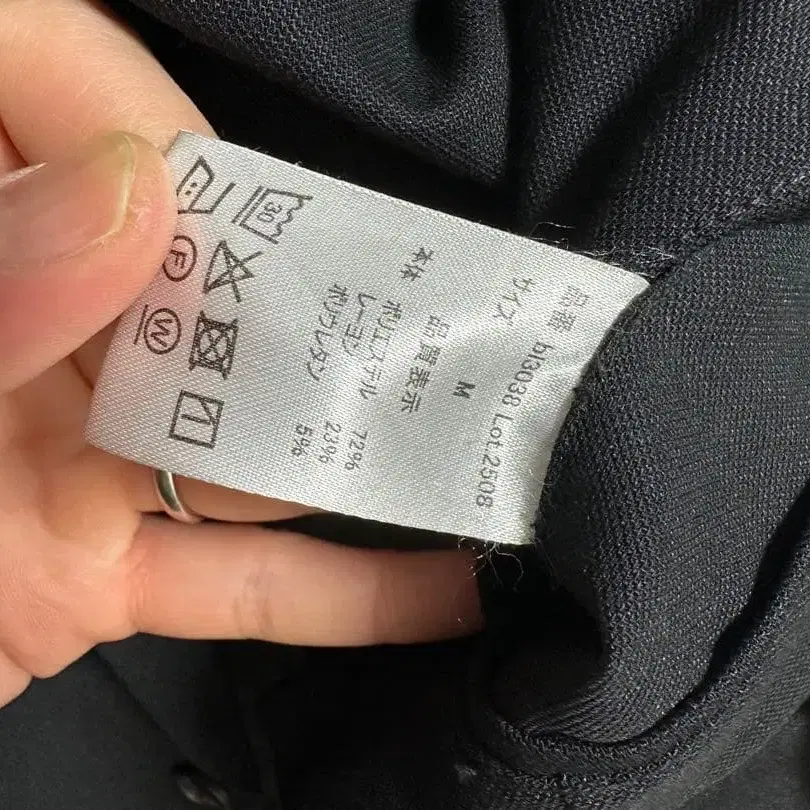 品番 bl3038 Lot.2508
サイズ M
品質表示
本体 ポリエステル 72%
レーヨン 23%
ポリウレタン 5%
30
F
W